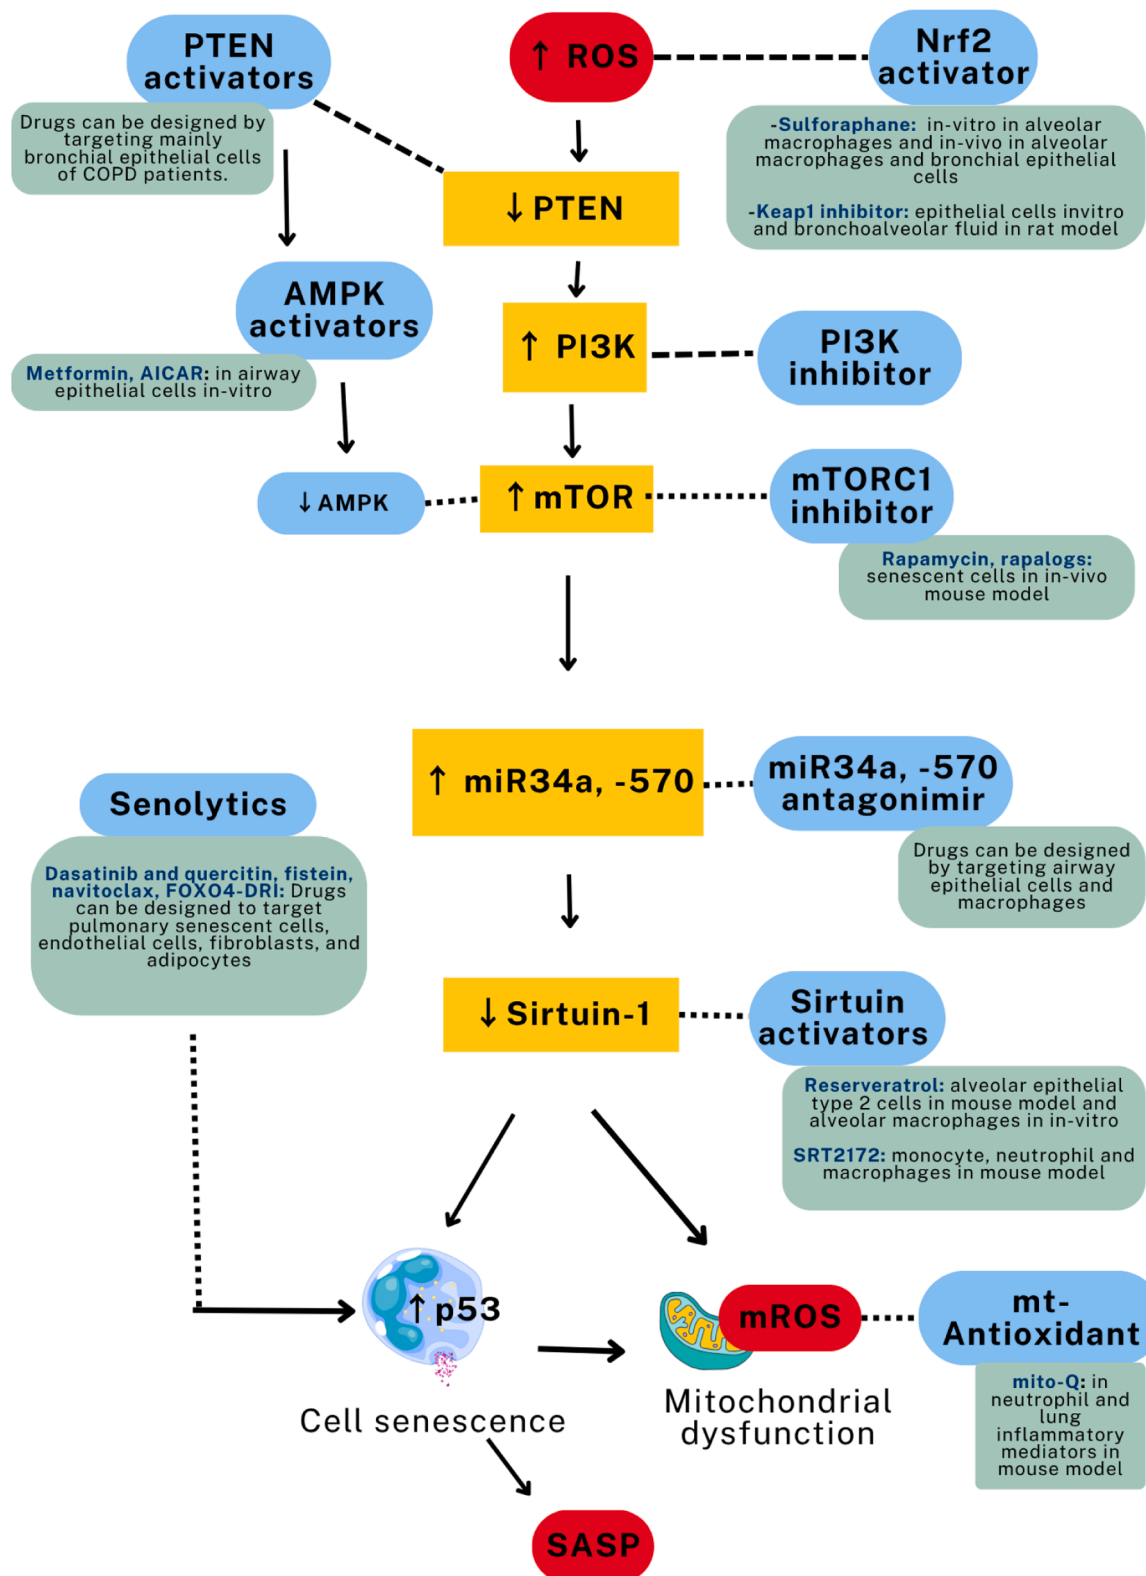 PTEN
activators
Drugs can be designed by
targeting mainly
bronchial epithelial cells
of COPD patients.
↑ ROS
Nrf2
activator
-Sulforaphane: in-vitro in alveolar
macrophages and in-vivo in alveolar
macrophages and bronchial epithelial
cells
-Keap1 inhibitor: epithelial cells invitro
and bronchoalveolar fluid in rat model
↓ PTEN
AMPK
activators
Metformin, AICAR: in airway
epithelial cells in-vitro
↑ PI3K
PI3K
inhibitor
↓ AMPK
↑ mTOR
mTORC1
inhibitor
Rapamycin, rapalogs:
senescent cells in in-vivo
mouse model
↑ miR34a, -570
miR34a, -570
antagonimir
Drugs can be designed
by targeting airway
epithelial cells and
macrophages
Senolytics
Dasatinib and quercitin, fistein,
navitoclax, FOXO4-DRI: Drugs
can be designed to target
pulmonary senescent cells,
endothelial cells, fibroblasts, and
adipocytes
↓ Sirtuin-1
Sirtuin
activators
Reserveratrol: alveolar epithelial
type 2 cells in mouse model and
alveolar macrophages in in-vitro
SRT2172: monocyte, neutrophil and
macrophages in mouse model
↑ p53
Cell senescence
mROS
Mitochondrial
dysfunction
mt-
Antioxidant
mito-Q: in
neutrophil and
lung
inflammatory
mediators in
mouse model
SASP